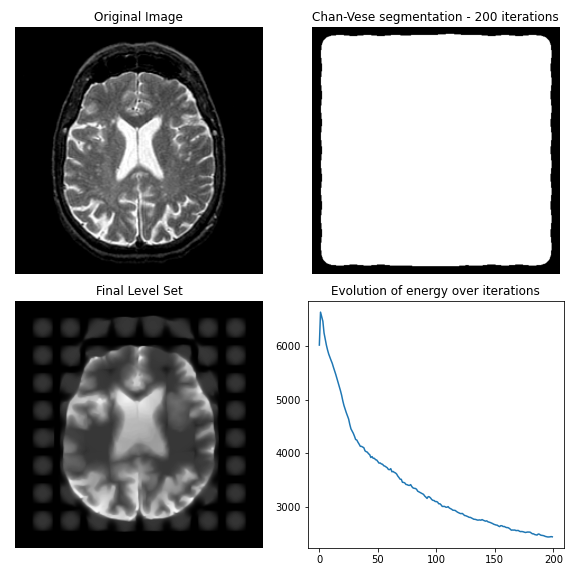 Original Image
Chan-Vese segmentation - 200 iterations
Final Level Set
Evolution of energy over iterations
6000
5000
4000
3000
0 50 100 150 200